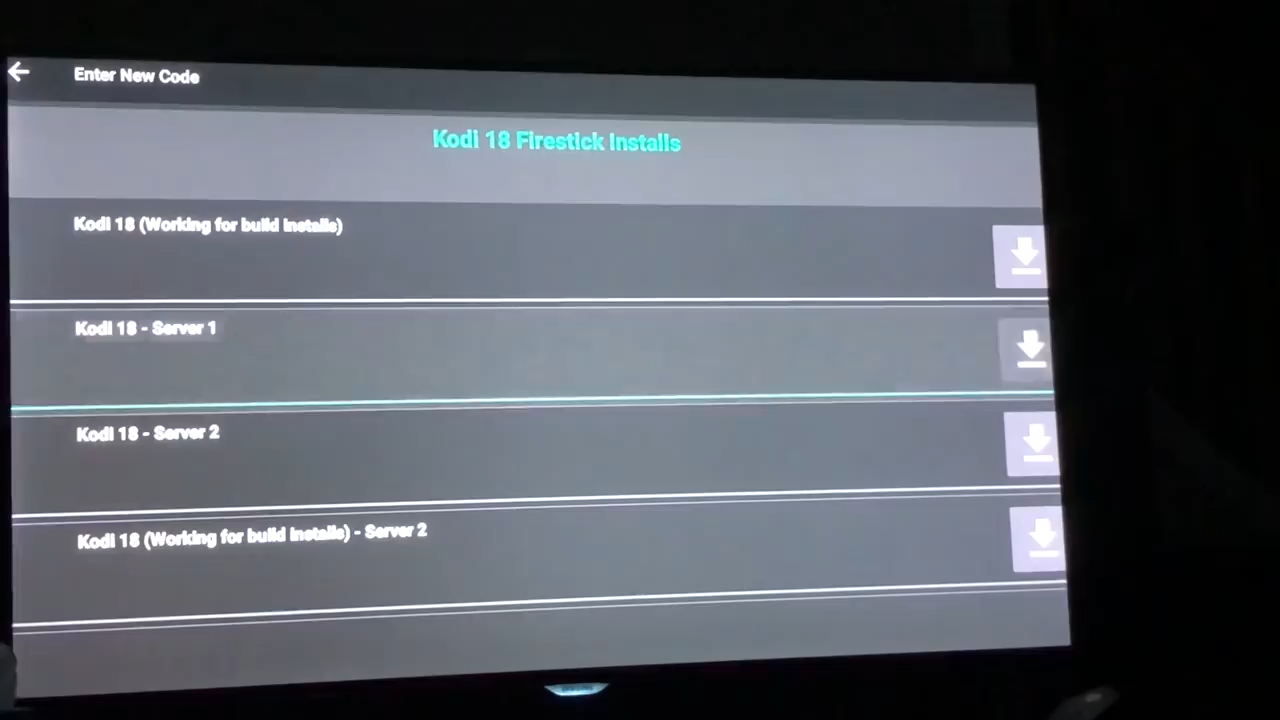 Enter New Code
Kodi 18 Firestick Installs
Kodi 18 (Working for build installs)
Kodi 18 - Server 1
Kodi 18 - Server 2
Kodi 18 (Working for build installs) - Server 2